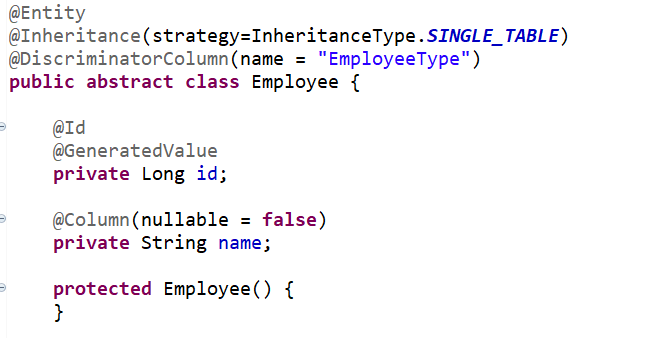 @Entity
@Inheritance(strategy=InheritanceType.SINGLE_TABLE)
@DiscriminatorColumn(name = "EmployeeType")
public abstract class Employee {
@Id
@GeneratedValue
private Long id;
@Column(nullable = false)
private String name;
protected Employee() {
}